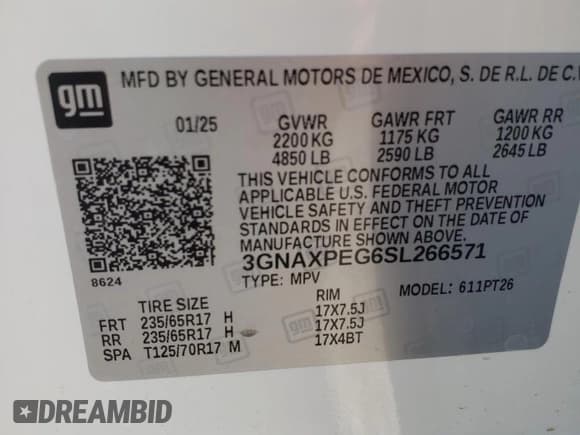 gm
MFD BY GENERAL MOTORS DE MEXICO, S. DE R.L. DE C.V
01/25 GVWR GAWR FRT GAWR RR
2200 KG 1175 KG 1200 KG
4850 LB 2590 LB 2645 LB
THIS VEHICLE CONFORMS TO ALL
APPLICABLE U.S. FEDERAL MOTOR
VEHICLE SAFETY AND THEFT PREVENTION
STANDARDS IN EFFECT ON THE DATE OF
MANUFACTURE SHOWN ABOVE.
3GNAXPEG6SL266571
8624
TYPE: MPV MODEL: 611PT26
TIRE SIZE RIM
FRT 235/65R17 H 17X7.5J
RR 235/65R17 H 17X7.5J
SPA T125/70R17 M 17X4BT
DREAMBID